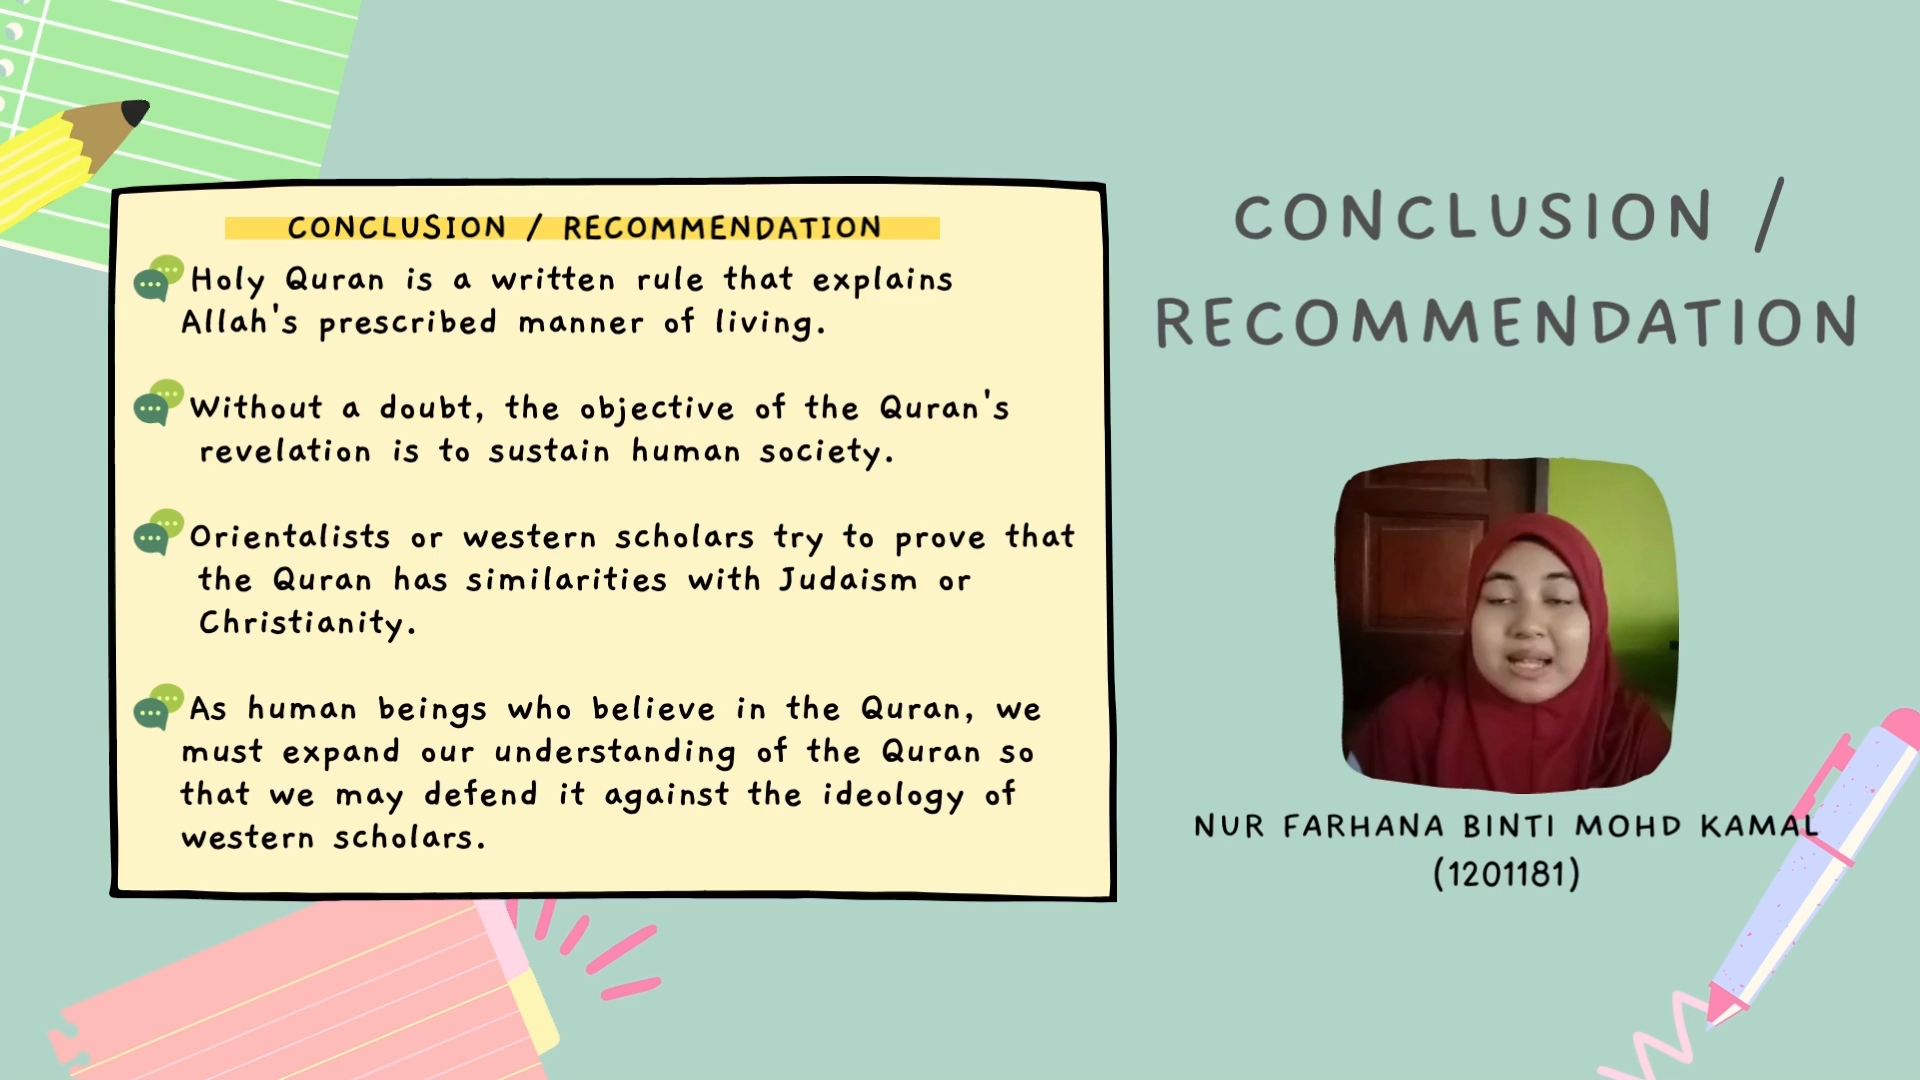 CONCLUSION / RECOMMENDATION
Holy Quran is a written rule that explains
Allah's prescribed manner of living.
Without a doubt, the objective of the Quran's
revelation is to sustain human society.
Orientalists or western scholars try to prove that
the Quran has similarities with Judaism or
Christianity.
As human beings who believe in the Quran, we
must expand our understanding of the Quran so
that we may defend it against the ideology of
western scholars.
CONCLUSION /
RECOMMENDATION
NUR FARHANA BINTI MOHD KAMAL
(1201181)